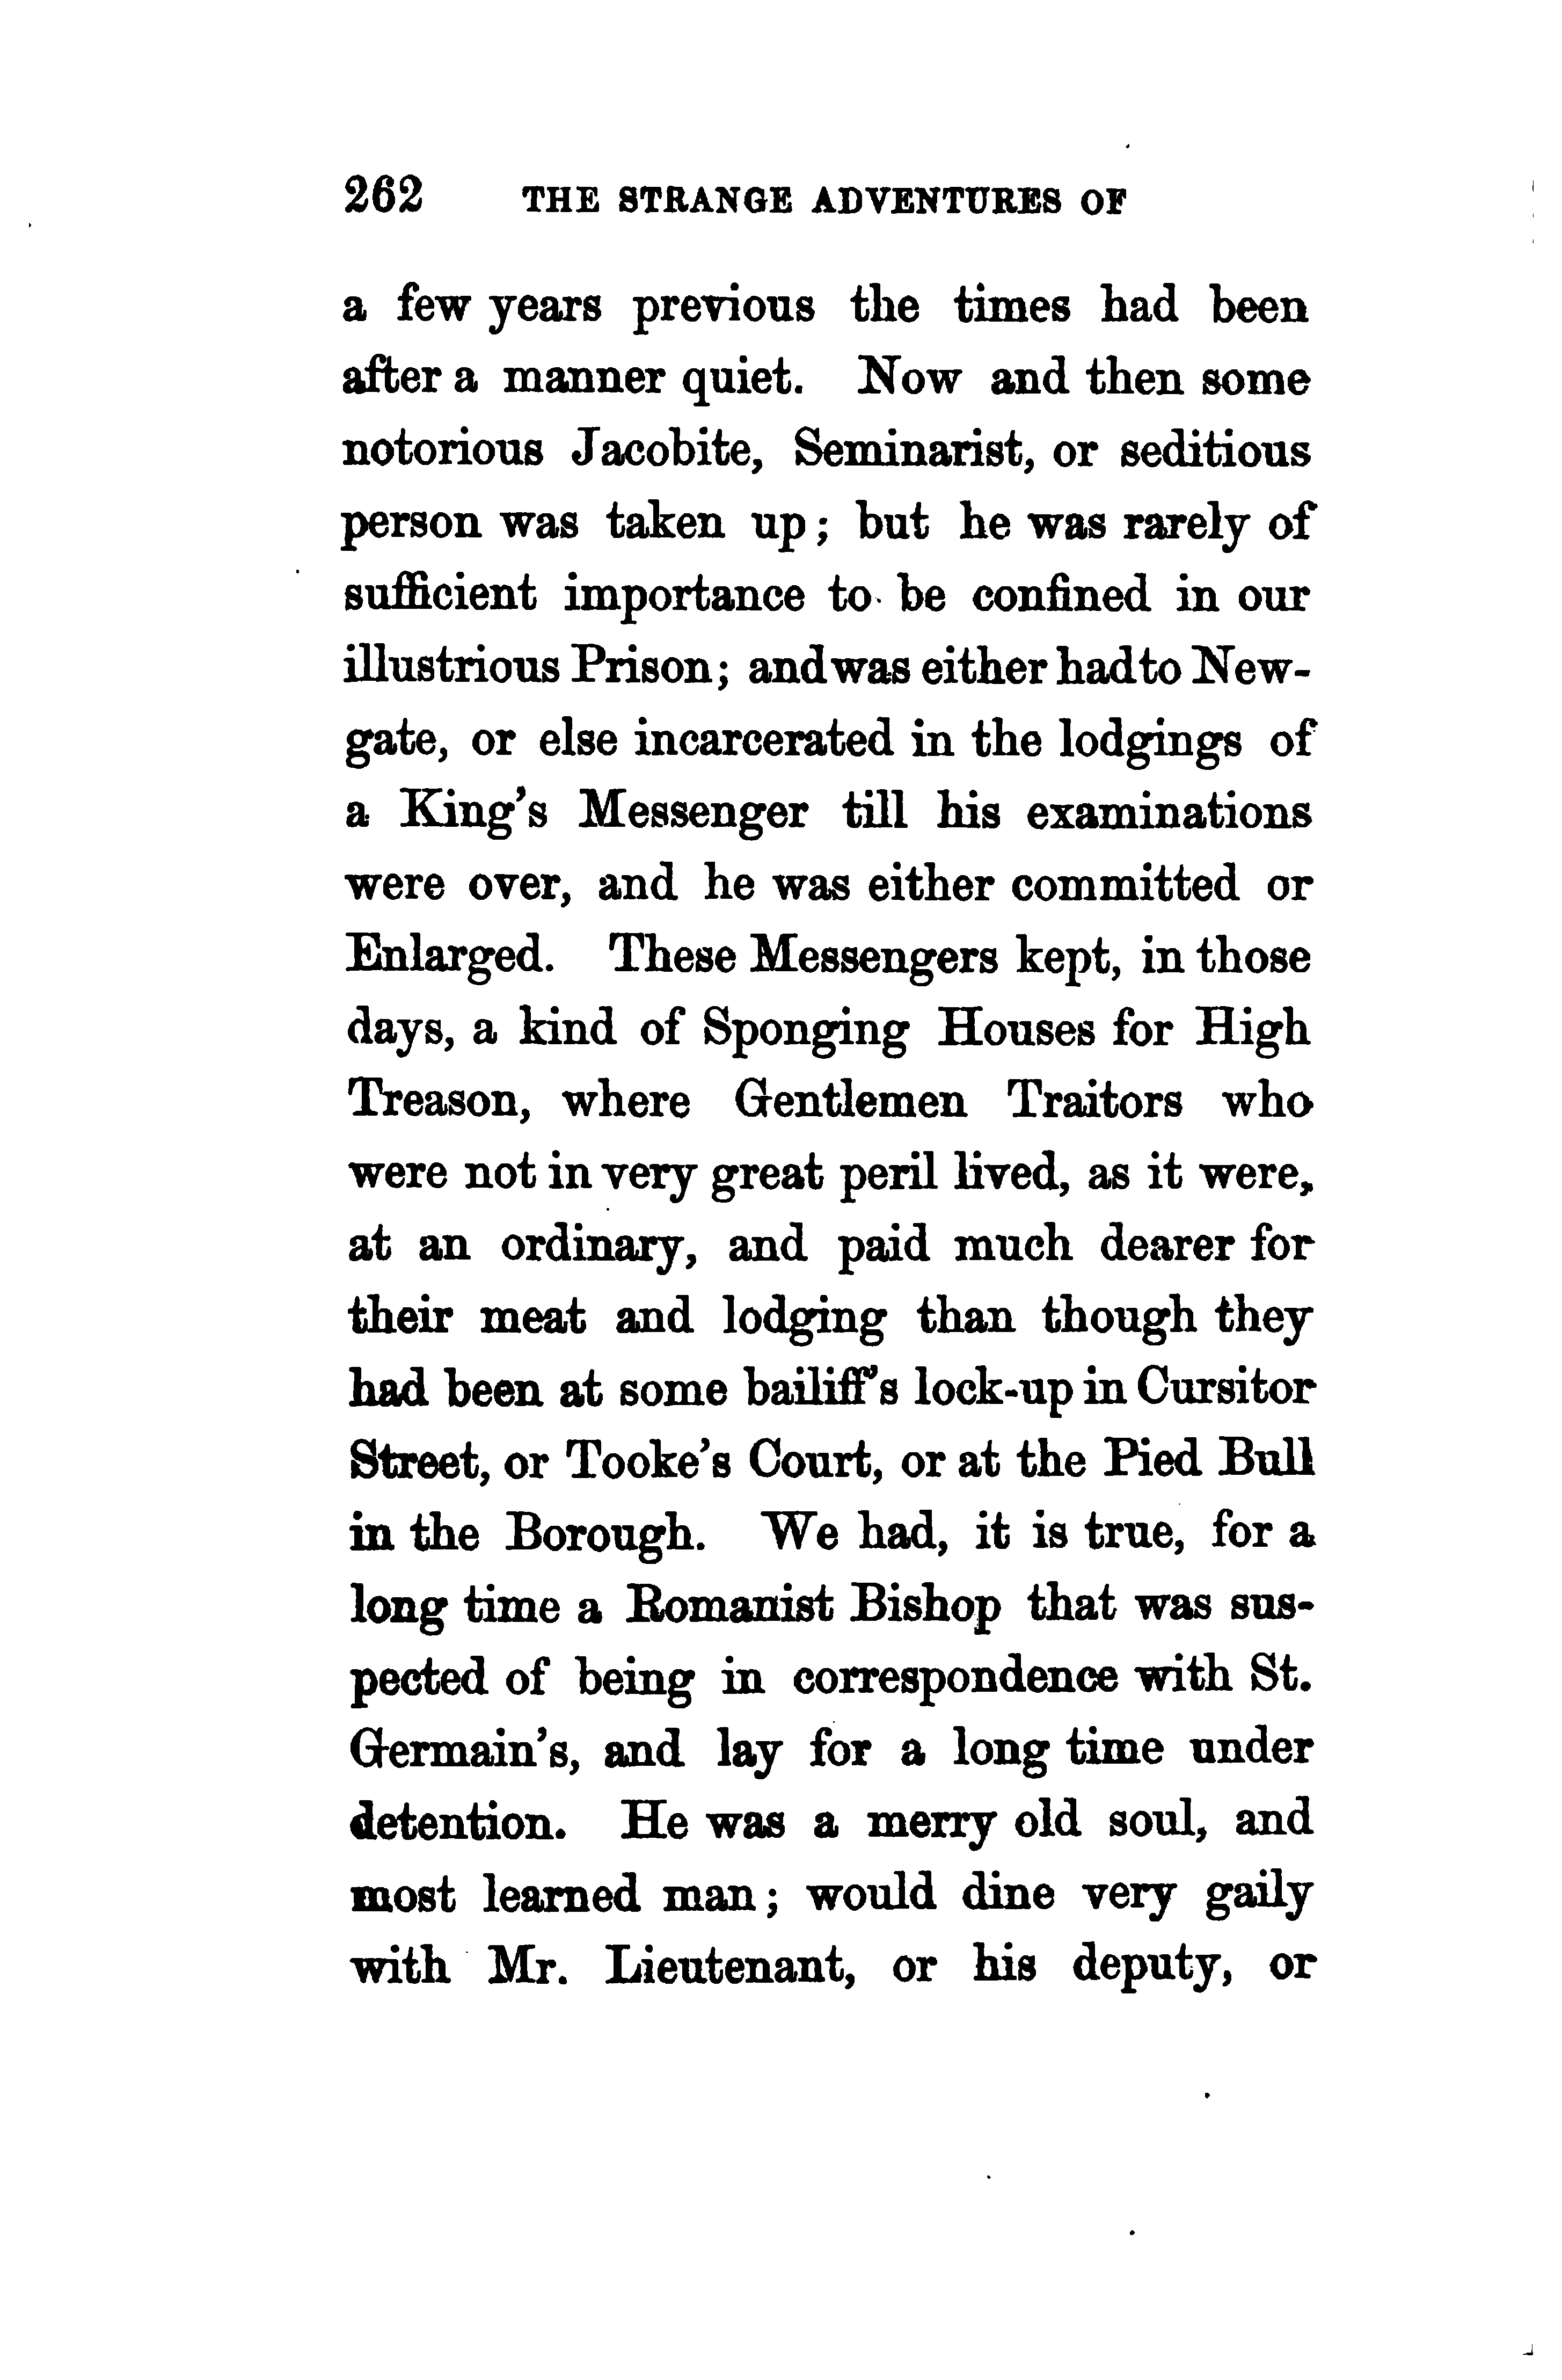 262 THE STRANGE ADVENTURES OF
a few years previous the times had been
after a manner quiet. Now and then some
notorious Jacobite, Seminarist, or seditious
person was taken up; but he was rarely of
sufficient importance to be confined in our
illustrious Prison; and was either had to New-
gate, or else incarcerated in the lodgings of
a King's Messenger till his examinations
were over, and he was either committed or
Enlarged. These Messengers kept, in those
days, a kind of Sponging Houses for High
Treason, where Gentlemen Traitors who
were not in very great peril lived, as it were,
at an ordinary, and paid much dearer for
their meat and lodging than though they
had been at some bailiff's lock-up in Cursitor
Street, or Tooke's Court, or at the Pied Bull
in the Borough. We had, it is true, for a
long time a Romanist Bishop that was sus-
pected of being in correspondence with St.
Germain's, and lay for a long time under
detention. He was a merry old soul, and
most learned man; would dine very gaily
with Mr. Lieutenant, or his deputy, or